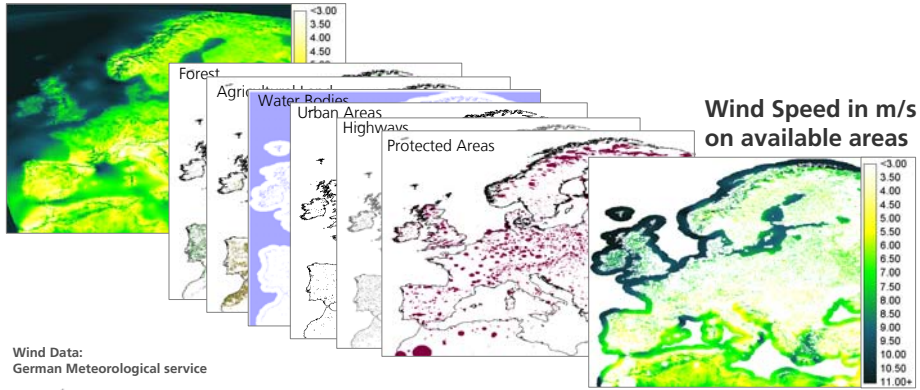 <3.00
3.50
4.00
4.50
Forest
Agricultural Land
Water Bodies
Urban Areas
Highways
Protected Areas
Wind Speed in m/s
on available areas
<3.00
3.50
4.00
4.50
5.00
5.50
6.00
6.50
7.00
7.50
8.00
8.50
9.00
9.50
10.00
10.50
11.00+
Wind Data:
German Meteorological service